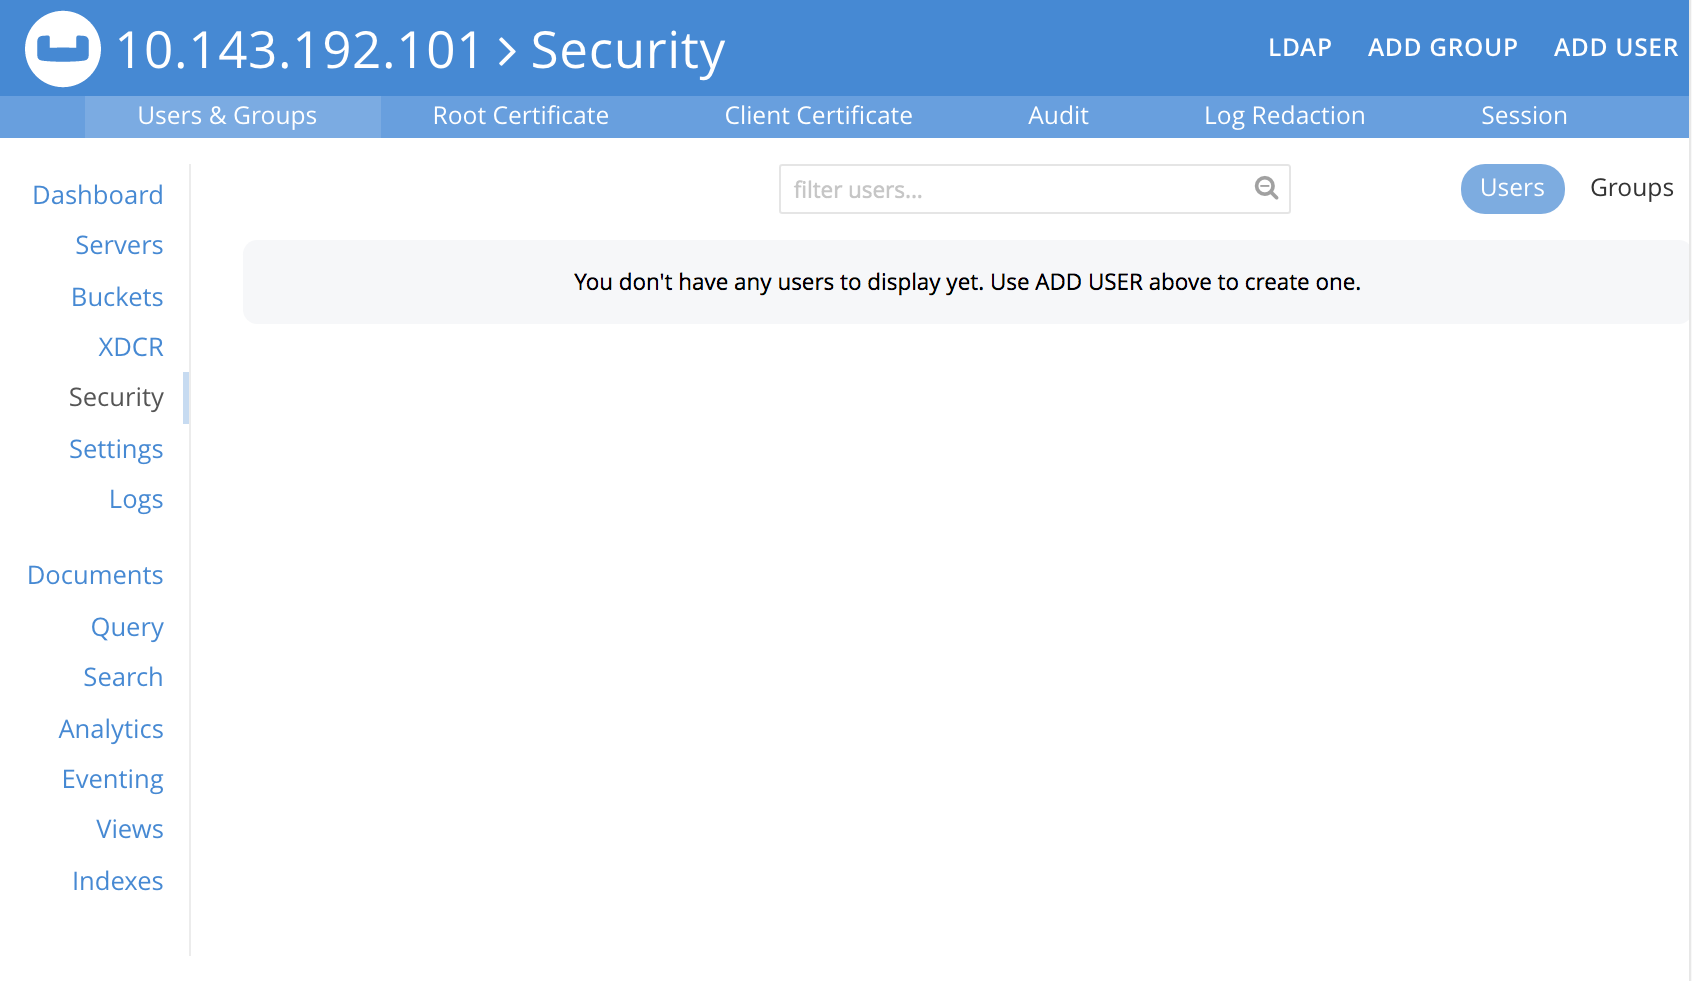 10.143.192.101 > Security
LDAP ADD GROUP ADD USER
Users & Groups Root Certificate Client Certificate Audit Log Redaction Session
filter users...
Users Groups
You don't have any users to display yet. Use ADD USER above to create one.
Dashboard
Servers
Buckets
XDCR
Security
Settings
Logs
Documents
Query
Search
Analytics
Eventing
Views
Indexes